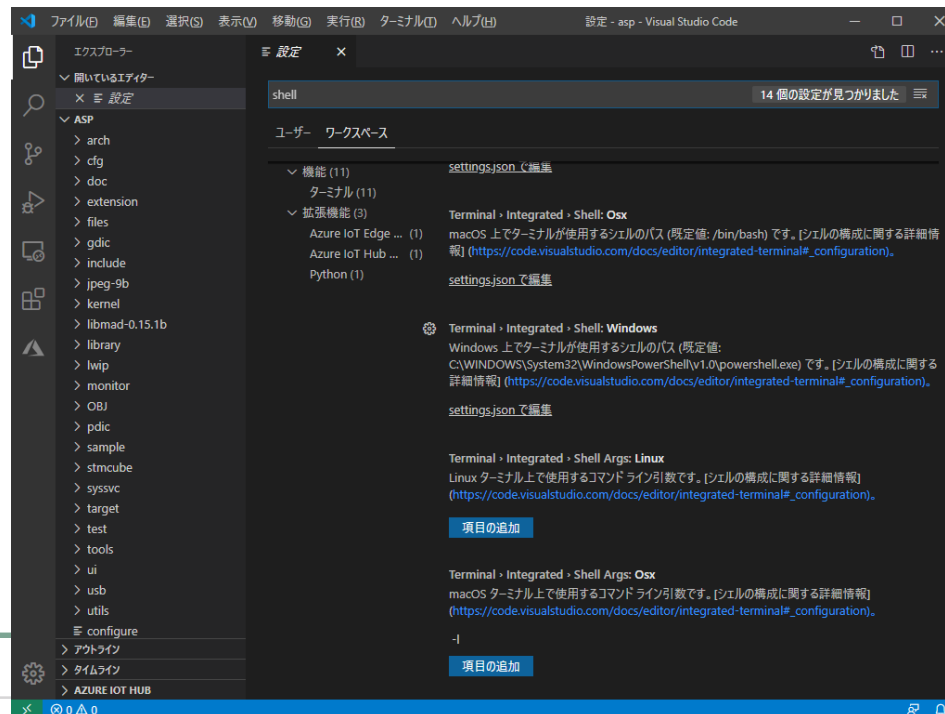 ファイル(F) 編集(E) 選択(S) 表示(V) 移動(G) 実行(R) ターミナル(T) ヘルプ(H) 設定 - asp - Visual Studio Code
エクスプローラー
開いているエディター
設定
ASP
arch
cfg
doc
extension
files
gdic
include
jpeg-9b
kernel
libmad-0.15.1b
library
lwip
monitor
OBJ
pdic
sample
stmcube
syssvc
target
test
tools
ui
usb
utils
configure
アウトライン
タイムライン
AZURE IOT HUB
設定
shell 14 個の設定が見つかりました
ユーザー ワークスペース
機能 (11)
ターミナル (11)
拡張機能 (3)
Azure IoT Edge ... (1)
Azure IoT Hub ... (1)
Python (1)
settings.json で編集
Terminal › Integrated › Shell: Osx
macOS 上でターミナルが使用するシェルのパス (既定値: /bin/bash) です。[シェルの構成に関する詳細情
報] (https://code.visualstudio.com/docs/editor/integrated-terminal#_configuration)。
settings.json で編集
Terminal › Integrated › Shell: Windows
Windows 上でターミナルが使用するシェルのパス (既定値:
C:\WINDOWS\System32\WindowsPowerShell\v1.0\powershell.exe) です。[シェルの構成に関する
詳細情報] (https://code.visualstudio.com/docs/editor/integrated-terminal#_configuration)。
settings.json で編集
Terminal › Integrated › Shell Args: Linux
Linux ターミナル上で使用するコマンド ライン引数です。[シェルの構成に関する詳細情報]
(https://code.visualstudio.com/docs/editor/integrated-terminal#_configuration)。
項目の追加
Terminal › Integrated › Shell Args: Osx
macOS ターミナル上で使用するコマンド ライン引数です。[シェルの構成に関する詳細情報]
(https://code.visualstudio.com/docs/editor/integrated-terminal#_configuration)。
-l
項目の追加
0 0